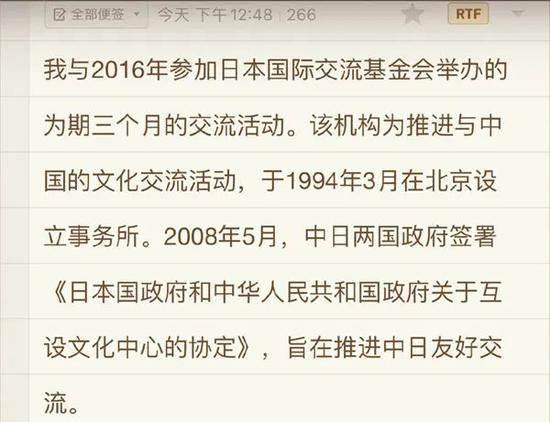 全部便签 今天 下午12:48 266 RTF
我与2016年参加日本国际交流基金会举办的
为期三个月的交流活动。该机构为推进与中
国的文化交流活动，于1994年3月在北京设
立事务所。2008年5月，中日两国政府签署
《日本国政府和中华人民共和国政府关于互
设文化中心的协定》，旨在推进中日友好交
流。